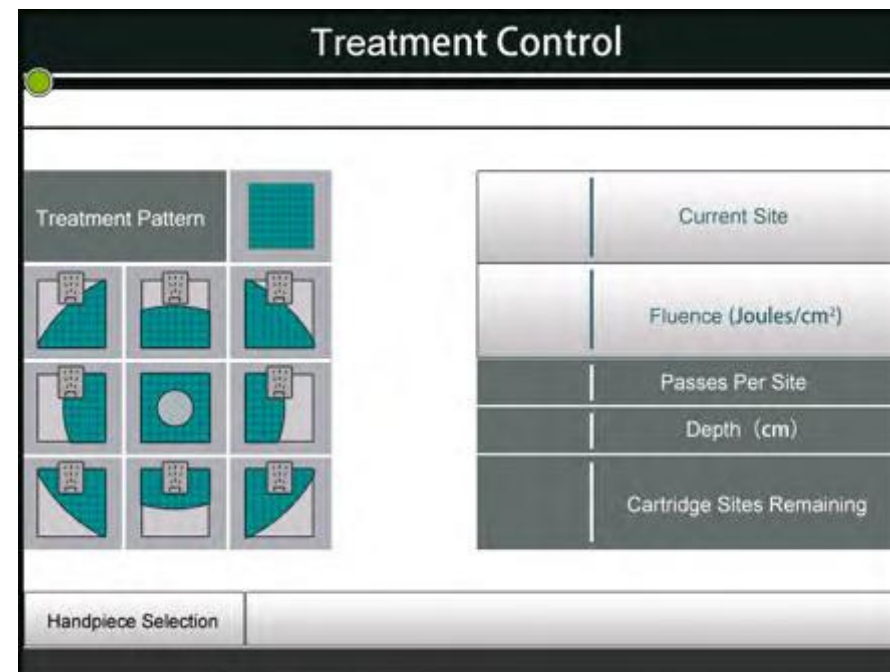 Treatment Control
Treatment Pattern
Current Site
Fluence (Joules/cm²)
Passes Per Site
Depth (cm)
Cartridge Sites Remaining
Handpiece Selection